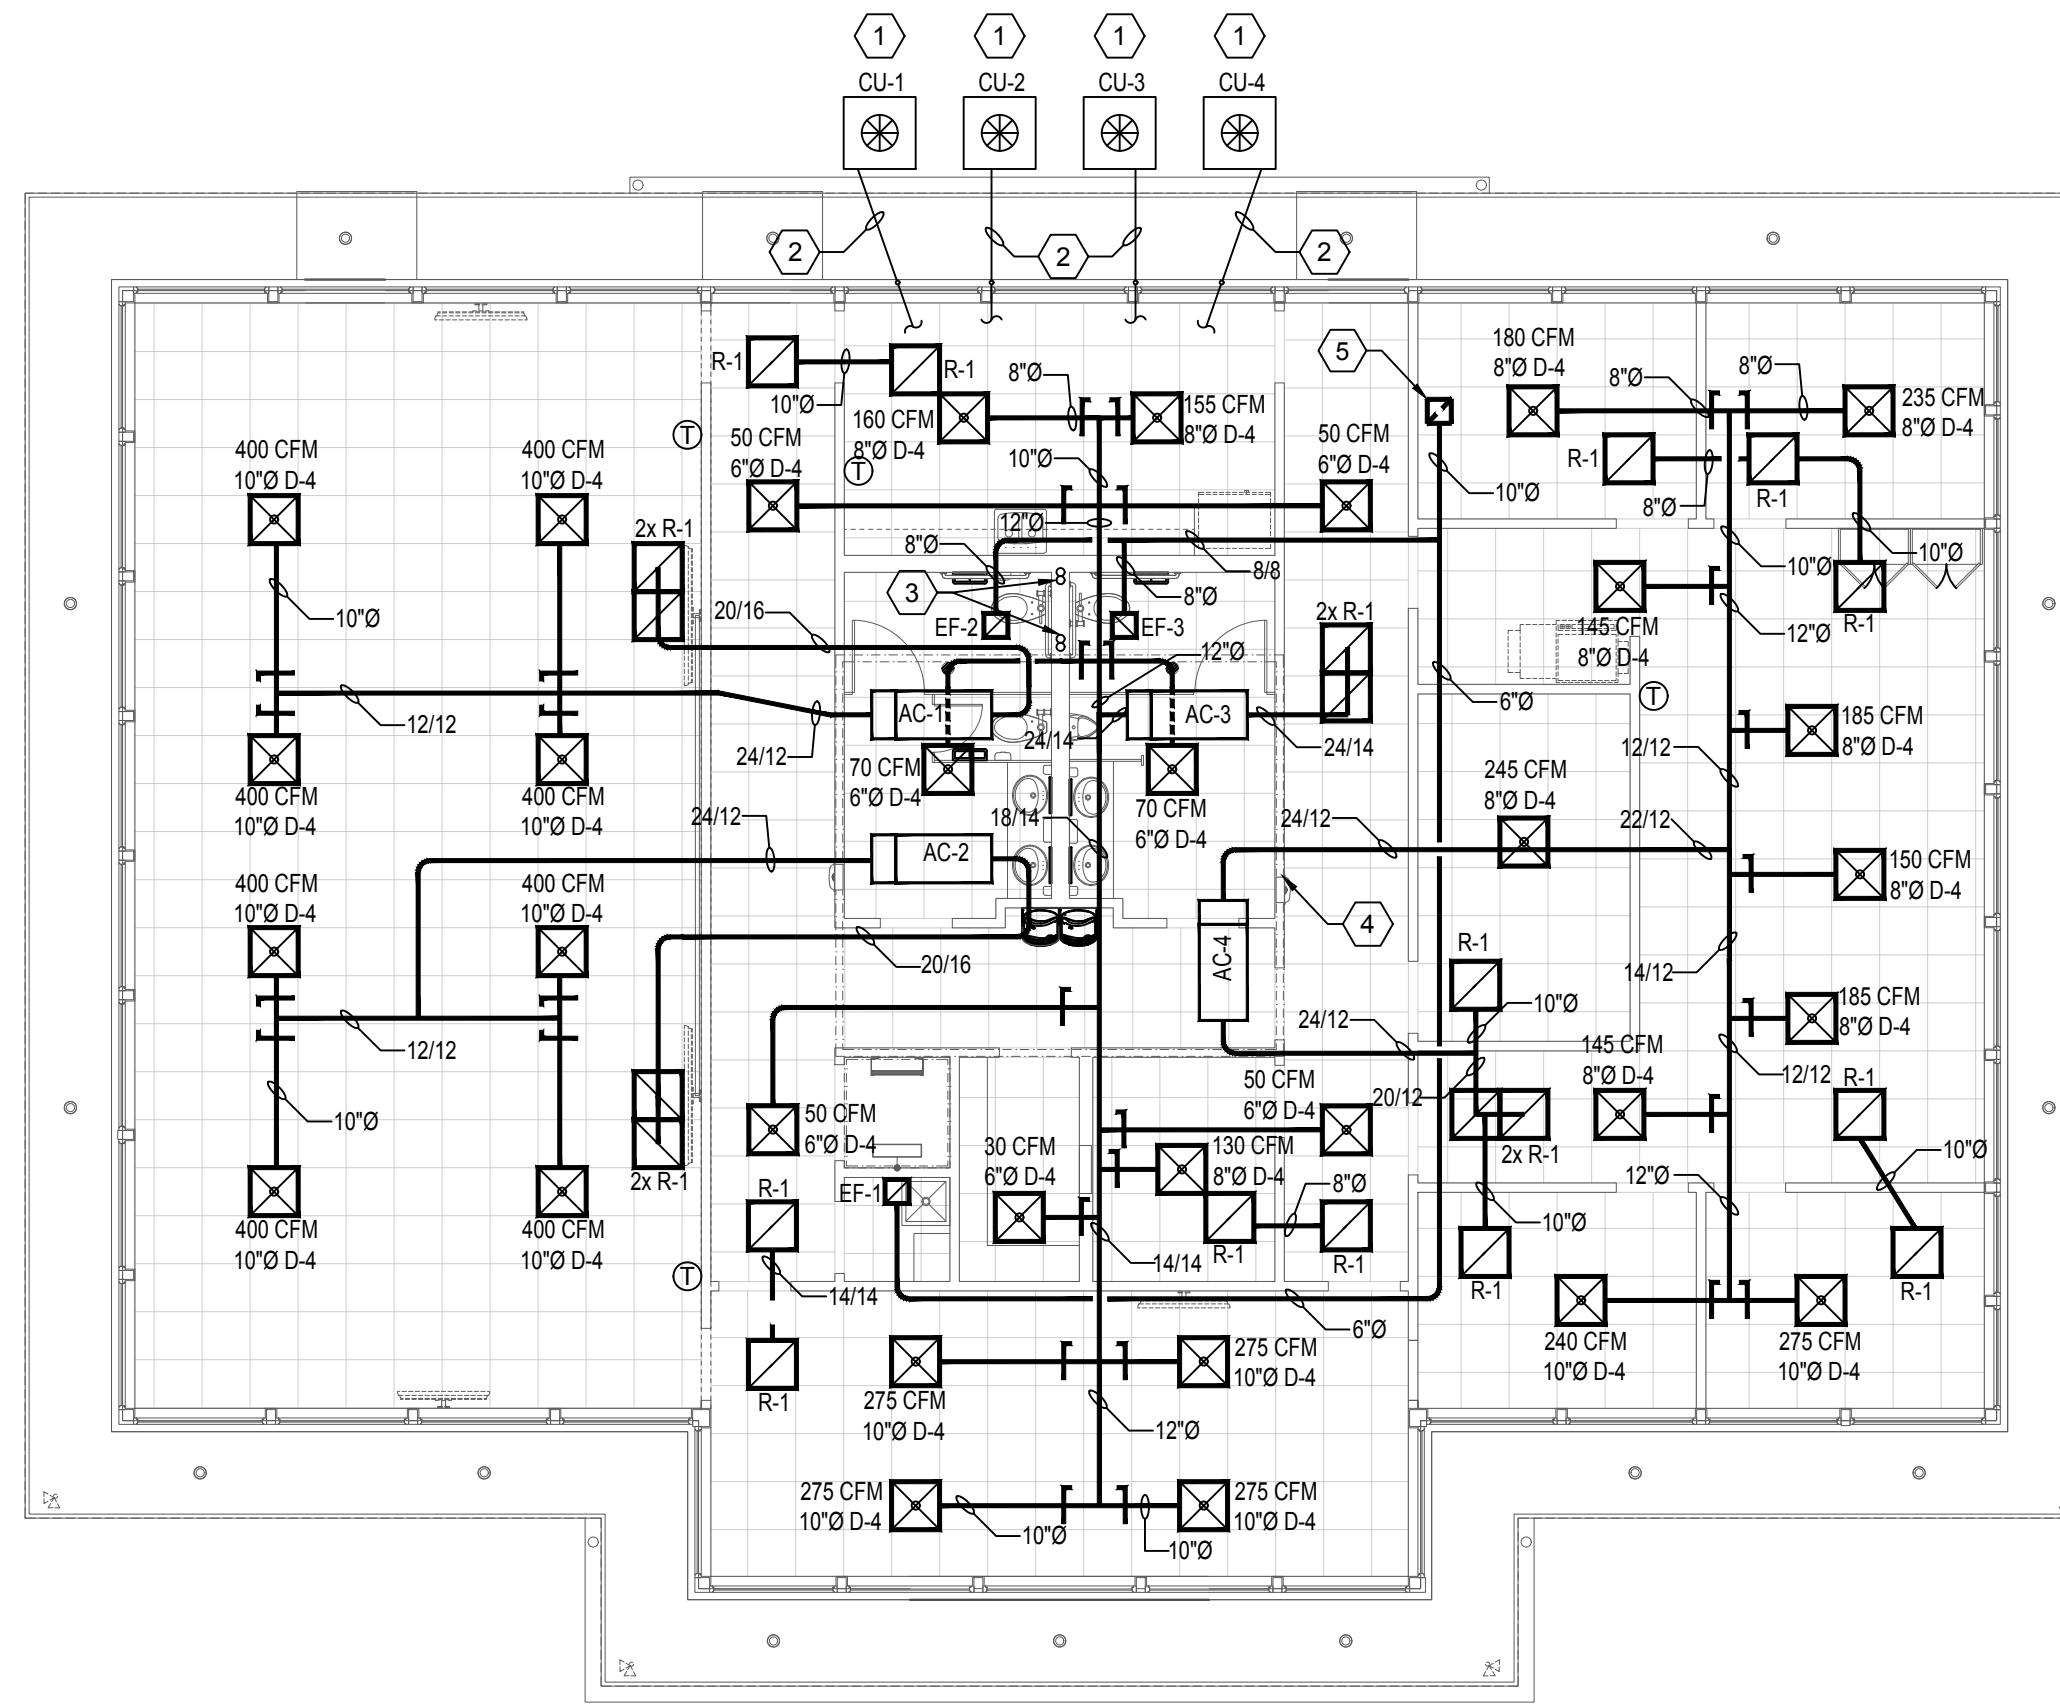 1
1
1
1
CU-1
CU-2
CU-3
CU-4
2
2
2
R-1
R-1
10"Ø
8"Ø
160 CFM
8"Ø D-4
155 CFM
8"Ø D-4
5
180 CFM
8"Ø D-4
8"Ø
8"Ø
235 CFM
8"Ø D-4
T
T
50 CFM
6"Ø D-4
10"Ø
50 CFM
6"Ø D-4
10"Ø
R-1
8"Ø
R-1
400 CFM
10"Ø D-4
400 CFM
10"Ø D-4
2x R-1
12"Ø
8"Ø
8/8
10"Ø
10"Ø
3
8
8
8"Ø
EF-2
EF-3
10"Ø
20/16
2x R-1
12"Ø
145 CFM
8"Ø D-4
12"Ø
R-1
T
6"Ø
12/12
24/12
AC-1
24/14
AC-3
24/14
185 CFM
8"Ø D-4
12/12
400 CFM
10"Ø D-4
400 CFM
10"Ø D-4
70 CFM
6"Ø D-4
70 CFM
6"Ø D-4
245 CFM
8"Ø D-4
24/12
18/14
24/12
22/12
AC-2
150 CFM
8"Ø D-4
400 CFM
10"Ø D-4
400 CFM
10"Ø D-4
4
20/16
AC-4
R-1
14/12
10"Ø
185 CFM
8"Ø D-4
24/12
12/12
145 CFM
8"Ø D-4
12/12
R-1
10"Ø
50 CFM
6"Ø D-4
50 CFM
6"Ø D-4
20/12
2x R-1
30 CFM
6"Ø D-4
130 CFM
8"Ø D-4
10"Ø
2x R-1
EF-1
R-1
8"Ø
12"Ø
400 CFM
10"Ø D-4
400 CFM
10"Ø D-4
10"Ø
R-1
R-1
14/14
T
14/14
R-1
R-1
6"Ø
275 CFM
10"Ø D-4
240 CFM
10"Ø D-4
275 CFM
10"Ø D-4
R-1
275 CFM
10"Ø D-4
12"Ø
275 CFM
10"Ø D-4
275 CFM
10"Ø D-4
10"Ø
10"Ø